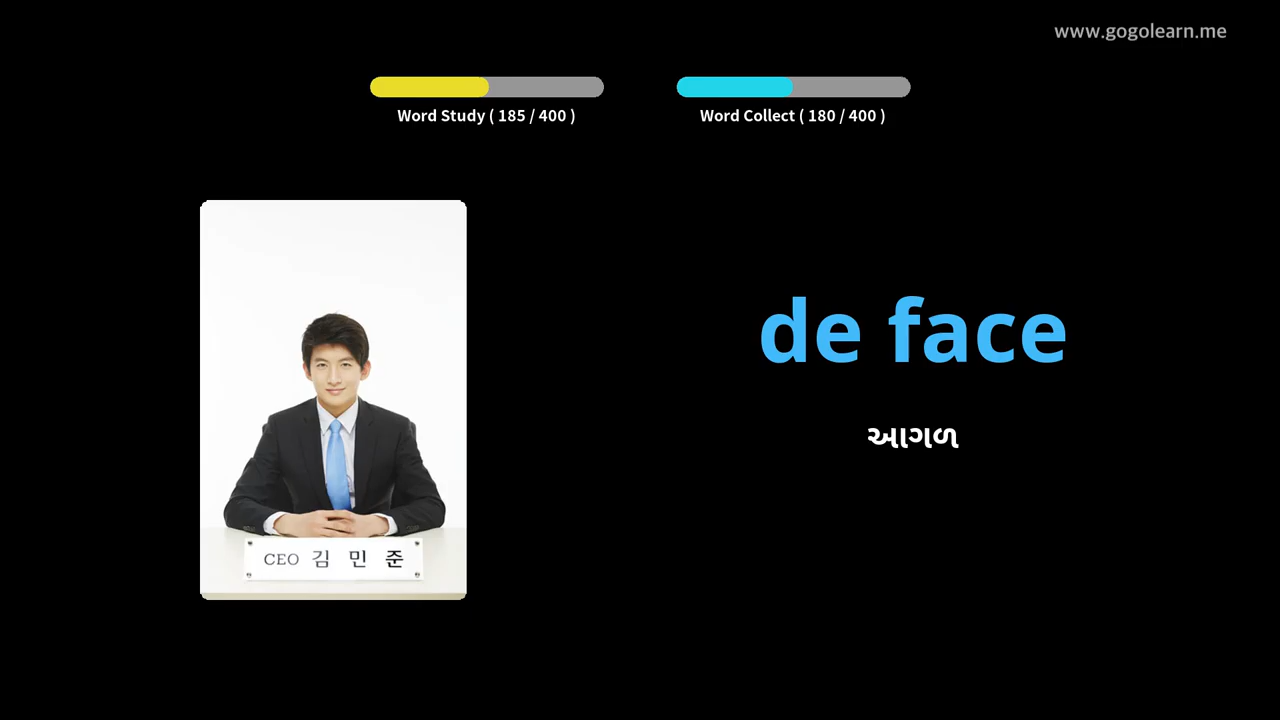 www.gogolearn.me
Word Study ( 185 / 400 )
Word Collect ( 180 / 400 )
de face
આગળ
CEO 김 민 준